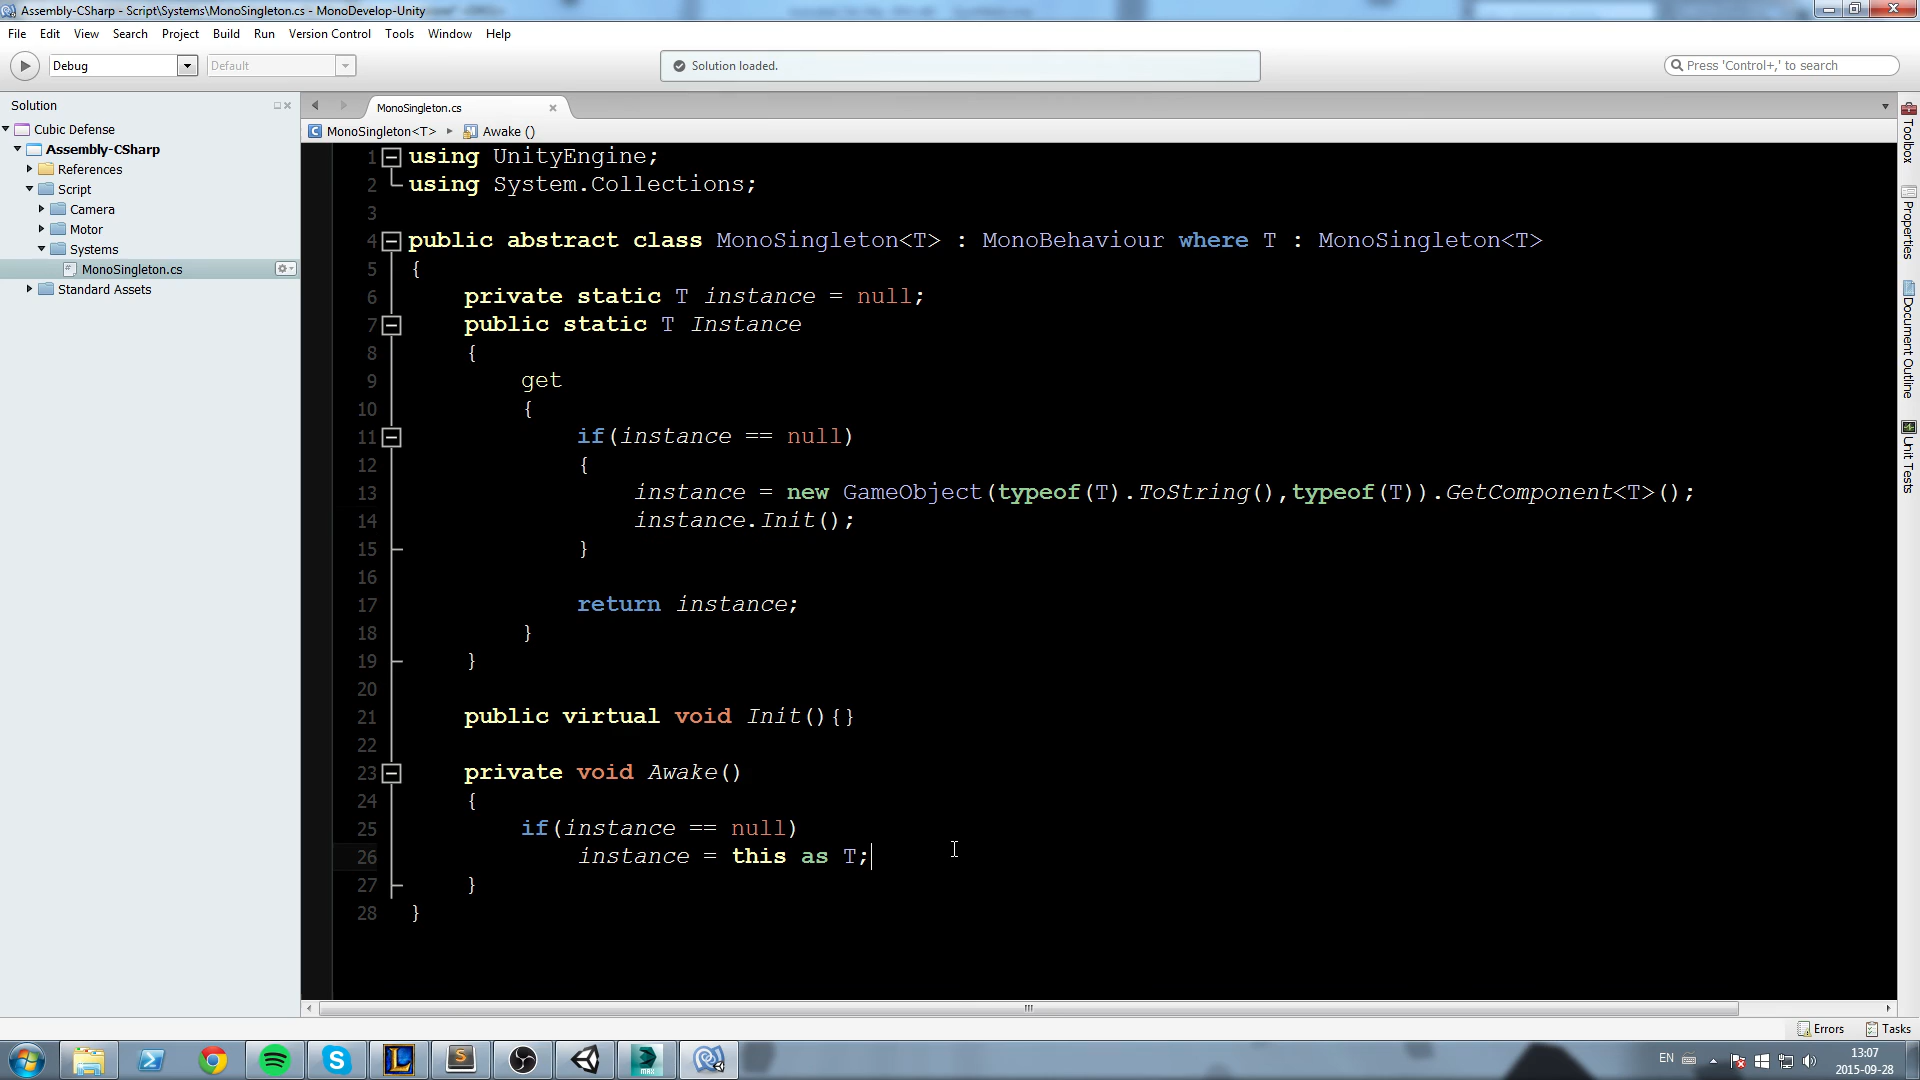 Assembly-CSharp - Script\Systems\MonoSingleton.cs - MonoDevelop-Unity
File Edit View Search Project Build Run Version Control Tools Window Help
Debug Default Solution loaded. Press 'Control+,' to search
Solution
Cubic Defense
Assembly-CSharp
References
Script
Camera
Motor
Systems
MonoSingleton.cs
Standard Assets
MonoSingleton.cs
MonoSingleton<T> Awake ()
1 using UnityEngine;
2 using System.Collections;
3
4 public abstract class MonoSingleton<T> : MonoBehaviour where T : MonoSingleton<T>
5 {
6 private static T instance = null;
7 public static T Instance
8 {
9 get
10 {
11 if(instance == null)
12 {
13 instance = new GameObject(typeof(T).ToString(),typeof(T)).GetComponent<T>();
14 instance.Init();
15 }
16
17 return instance;
18 }
19 }
20
21 public virtual void Init(){}
22
23 private void Awake()
24 {
25 if(instance == null)
26 instance = this as T;
27 }
28 }
Toolbox
Properties
Document Outline
Unit Tests
Errors Tasks
S
L
S
MAX
EN
13:07
2015-09-28